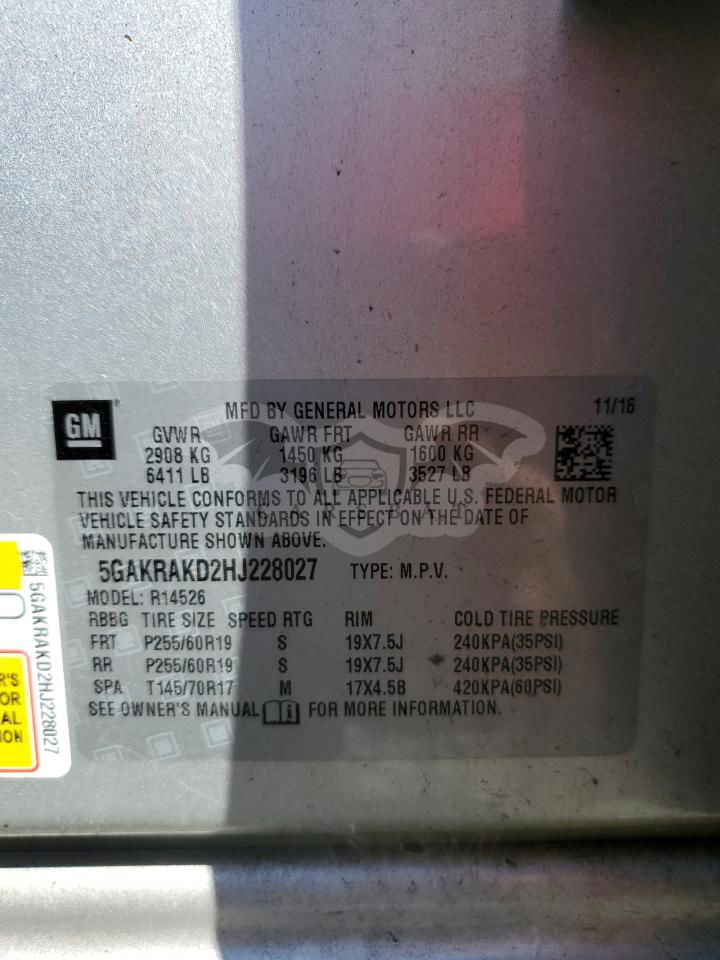 GM
MFD BY GENERAL MOTORS LLC 11/16
GVWR GAWR FRT GAWR RR
2908 KG 1450 KG 1600 KG
6411 LB 3196 LB 3527 LB
THIS VEHICLE CONFORMS TO ALL APPLICABLE U.S. FEDERAL MOTOR
VEHICLE SAFETY STANDARDS IN EFFECT ON THE DATE OF
MANUFACTURE SHOWN ABOVE.
5GAKRAKD2HJ228027 TYPE: M.P.V.
MODEL: R14526
RBBG TIRE SIZE SPEED RTG RIM COLD TIRE PRESSURE
FRT P255/60R19 S 19X7.5J 240KPA(35PSI)
RR P255/60R19 S 19X7.5J 240KPA(35PSI)
SPA T145/70R17 M 17X4.5B 420KPA(60PSI)
SEE OWNER'S MANUAL FOR MORE INFORMATION.
5GAKRAKD2HJ228027
R'S
OR
AL
ION